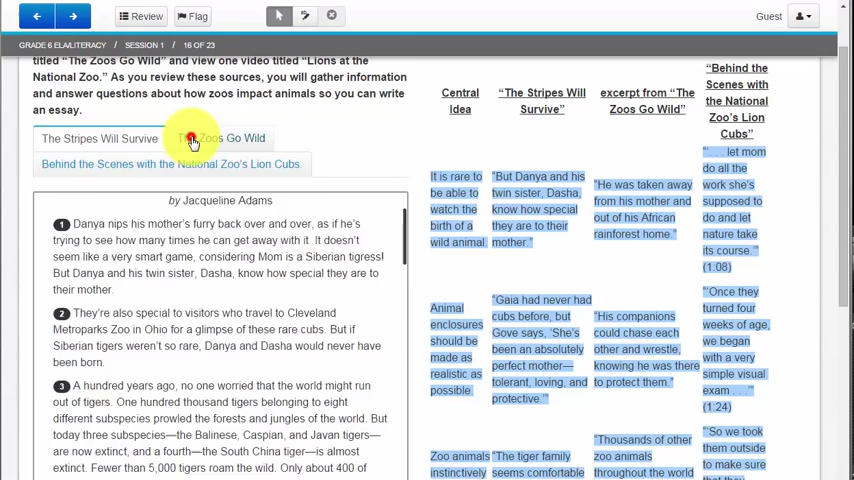 Review
Flag
Guest
GRADE 6 ELA/LITERACY | SESSION 1 | 16 OF 23
titled “The Zoos Go Wild” and view one video titled “Lions at the
National Zoo.” As you review these sources, you will gather information
and answer questions about how zoos impact animals so you can write
an essay.
The Stripes Will Survive
The Zoos Go Wild
Behind the Scenes with the National Zoo's Lion Cubs.
by Jacqueline Adams
1 Danya nips his mother's furry back over and over, as if he's
trying to see how many times he can get away with it. It doesn't
seem like a very smart game, considering Mom is a Siberian tigress!
But Danya and his twin sister, Dasha, know how special they are to
their mother.
2 They're also special to visitors who travel to Cleveland
Metroparks Zoo in Ohio for a glimpse of these rare cubs. But if
Siberian tigers weren't so rare, Danya and Dasha would never have
been born.
3 A hundred years ago, no one worried that the world might run
out of tigers. One hundred thousand tigers belonging to eight
different subspecies prowled the forests and jungles of the world. But
today three subspecies—the Balinese, Caspian, and Javan tigers—
are now extinct, and a fourth—the South China tiger—is almost
extinct. Fewer than 5,000 tigers roam the wild. Only about 400 of
Central
Idea
“The Stripes Will
Survive”
excerpt from “The
Zoos Go Wild”
“Behind the
Scenes with
the National
Zoo's Lion
Cubs”
It is rare to
be able to
watch the
birth of a
wild animal.
“But Danya and his
twin sister, Dasha,
know how special
they are to their
mother.”
“He was taken away
from his mother and
out of his African
rainforest home.”
“‘. . . let mom
do all the
work she's
supposed to
do and let
nature take
its course.’”
(1:08)
Animal
enclosures
should be
made as
realistic as
possible.
“Gaia had never had
cubs before, but
Gove says, ‘She's
been an absolutely
perfect mother—
tolerant, loving, and
protective.’”
“His companions
could chase each
other and wrestle,
knowing he was there
to protect them.”
“‘Once they
turned four
weeks of age,
we began
with a very
simple visual
exam . . .’”
(1:24)
Zoo animals
instinctively
“The tiger family
seems comfortable
“Thousands of other
zoo animals
throughout the world
“‘So we took
them outside
to make sure
that they